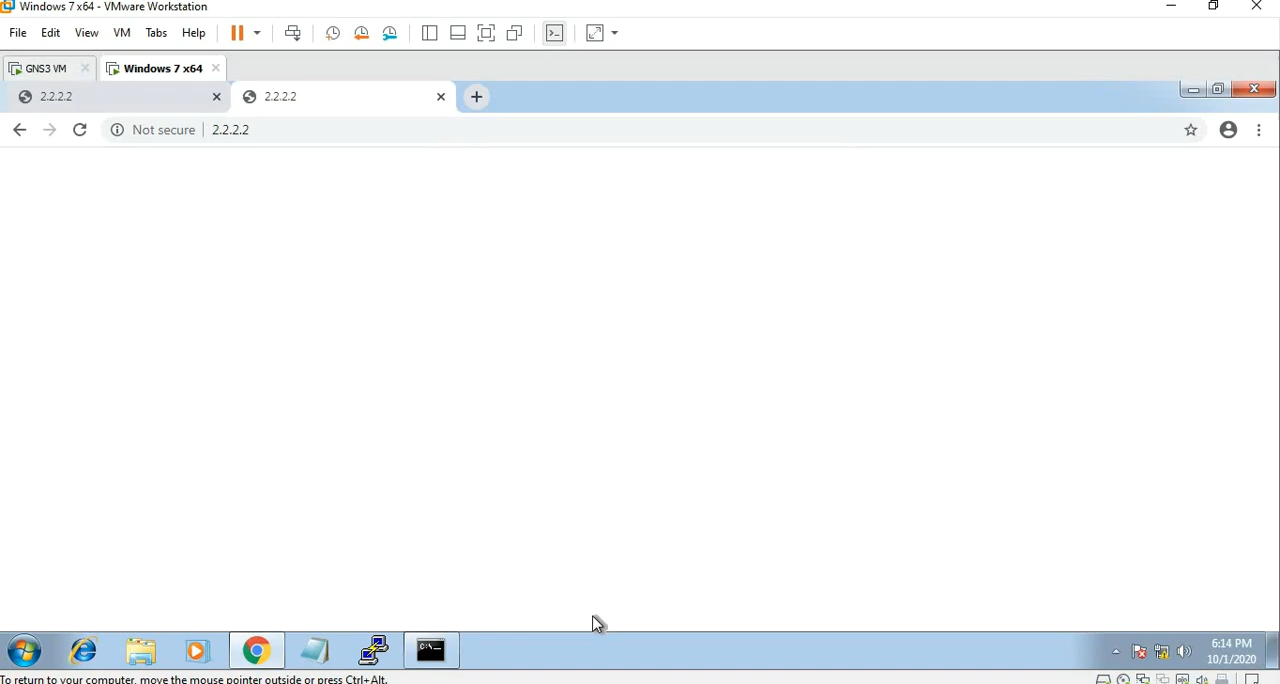 Windows 7 x64 - VMware Workstation
File Edit View VM Tabs Help
GNS3 VM Windows 7 x64
2.2.2.2 2.2.2.2
Not secure 2.2.2.2
C:\_
6:14 PM
10/1/2020
To return to your computer, move the mouse pointer outside or press Ctrl+Alt.